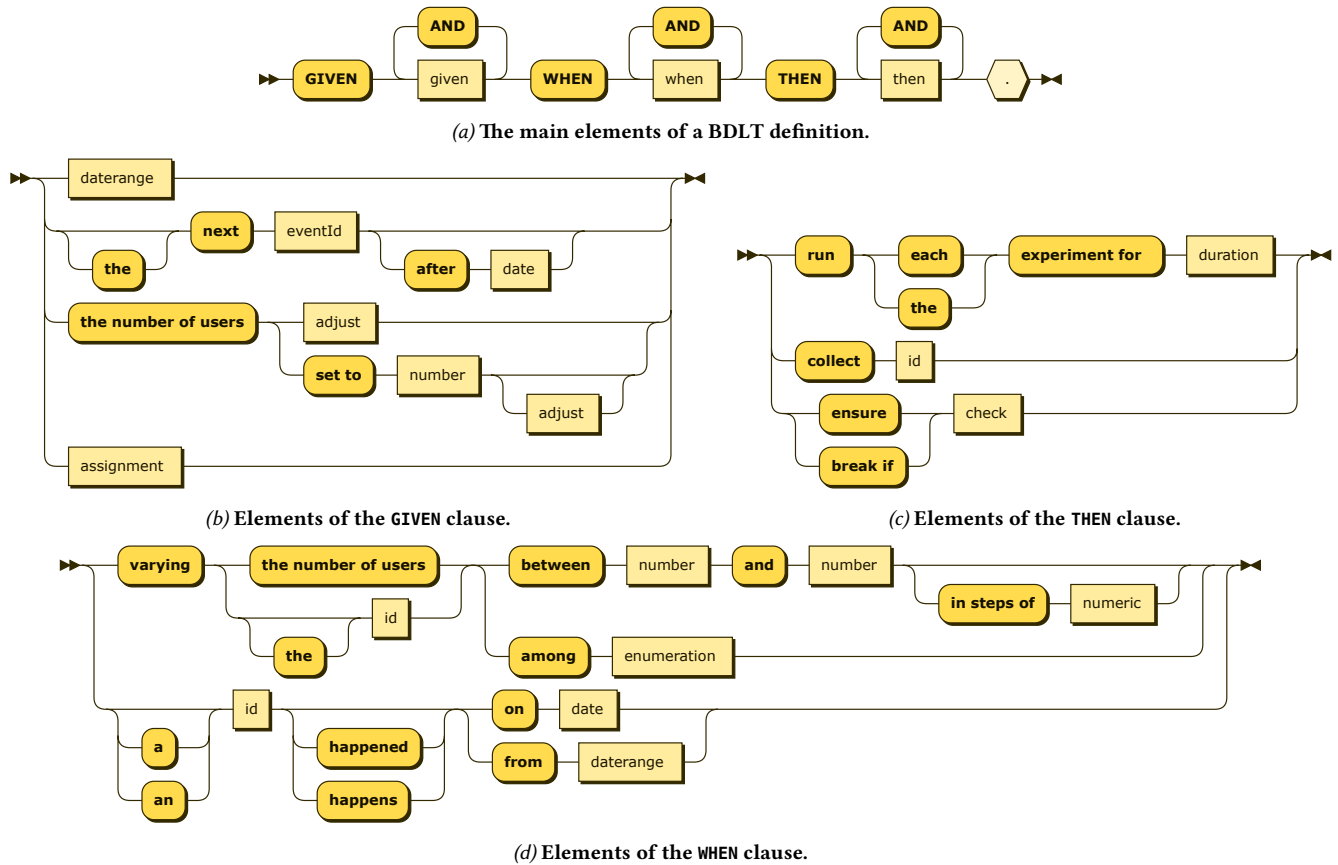 AND AND AND
GIVEN given WHEN when THEN then .
(a) The main elements of a BDLT definition.
daterange
the next eventId after date
the number of users adjust
set to number adjust
assignment
(b) Elements of the GIVEN clause.
run each experiment for duration
the
collect id
ensure check
break if
(c) Elements of the THEN clause.
varying the number of users between number and number
in steps of numeric
the id
among enumeration
id on date
a happened
from daterange
an happens
(d) Elements of the WHEN clause.